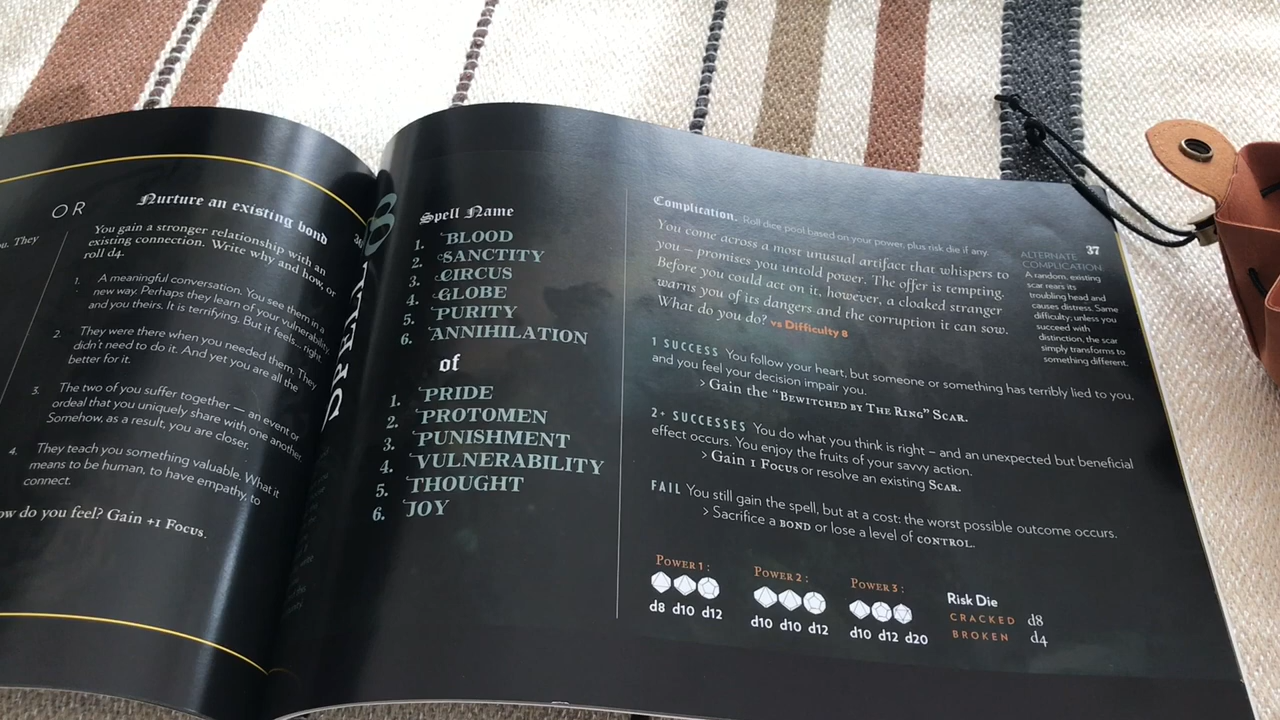 OR
u. They
Nurture an existing bond
You gain a stronger relationship with an
existing connection. Write why and how, or
roll d4.
1. A meaningful conversation. You see them in a
new way. Perhaps they learn of your vulnerability,
and you theirs. It is terrifying. But it feels... right.
2. They were there when you needed them. They
didn't need to do it. And yet you are all the
better for it.
3. The two of you suffer together — an event or
ordeal that you uniquely share with one another.
Somehow, as a result, you are closer.
4. They teach you something valuable. What it
means to be human, to have empathy, to
connect.
ow do you feel? Gain +1 Focus.
36
8
Spell Name
1. BLOOD
2. SANCTITY
3. CIRCUS
4. GLOBE
5. PURITY
6. ANNIHILATION
of
1. PRIDE
2. PROTOMEN
3. PUNISHMENT
4. VULNERABILITY
5. THOUGHT
6. JOY
Complication. Roll dice pool based on your power, plus risk die if any.
You come across a most unusual artifact that whispers to
you – promises you untold power. The offer is tempting.
Before you could act on it, however, a cloaked stranger
warns you of its dangers and the corruption it can sow.
What do you do? vs Difficulty 8
1 SUCCESS You follow your heart, but someone or something has terribly lied to you,
and you feel your decision impair you.
> Gain the "BEWITCHED BY THE RING" SCAR.
2+ SUCCESSES You do what you think is right – and an unexpected but beneficial
effect occurs. You enjoy the fruits of your savvy action.
> Gain 1 FOCUS or resolve an existing SCAR.
FAIL You still gain the spell, but at a cost: the worst possible outcome occurs.
> Sacrifice a BOND or lose a level of CONTROL.
POWER 1:
d8 d10 d12
POWER 2:
d10 d10 d12
POWER 3:
d10 d12 d20
Risk Die
CRACKED d8
BROKEN d4
37
ALTERNATE
COMPLICATION:
A random, existing
scar rears its
troubling head and
causes distress. Same
difficulty; unless you
succeed with
distinction, the scar
simply transforms to
something different.